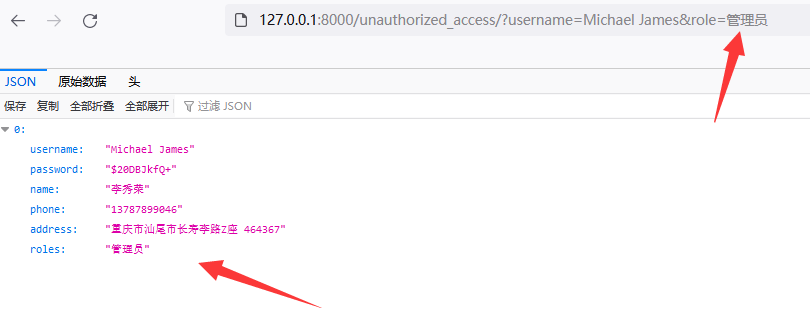 127.0.0.1:8000/unauthorized_access/?username=Michael James&role=管理员
JSON 原始数据 头
保存 复制 全部折叠 全部展开 过滤 JSON
0:
username: "Michael James"
password: "$20DBJkfQ+"
name: "李秀荣"
phone: "13787899046"
address: "重庆市汕尾市长寿李路Z座 464367"
roles: "管理员"